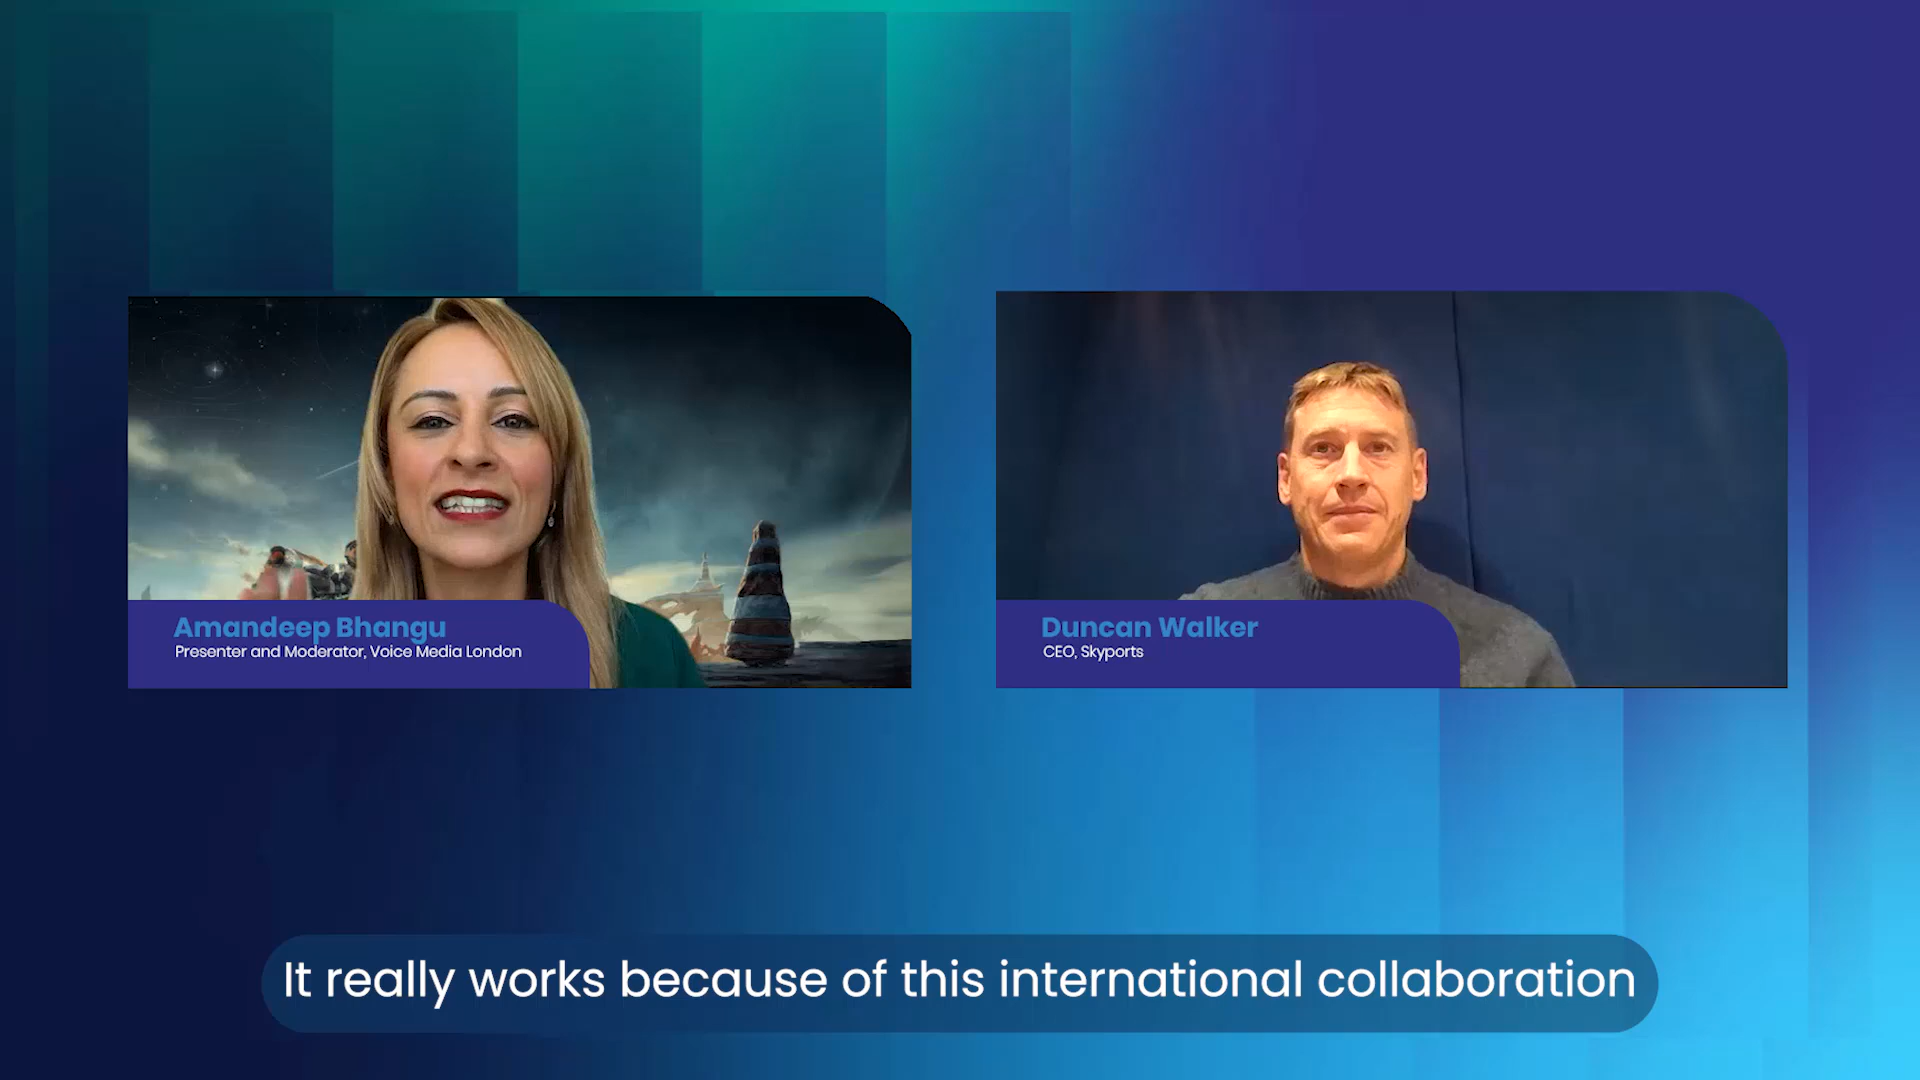 Amandeep Bhangu
Presenter and Moderator, Voice Media London
Duncan Walker
CEO, Skyports
It really works because of this international collaboration